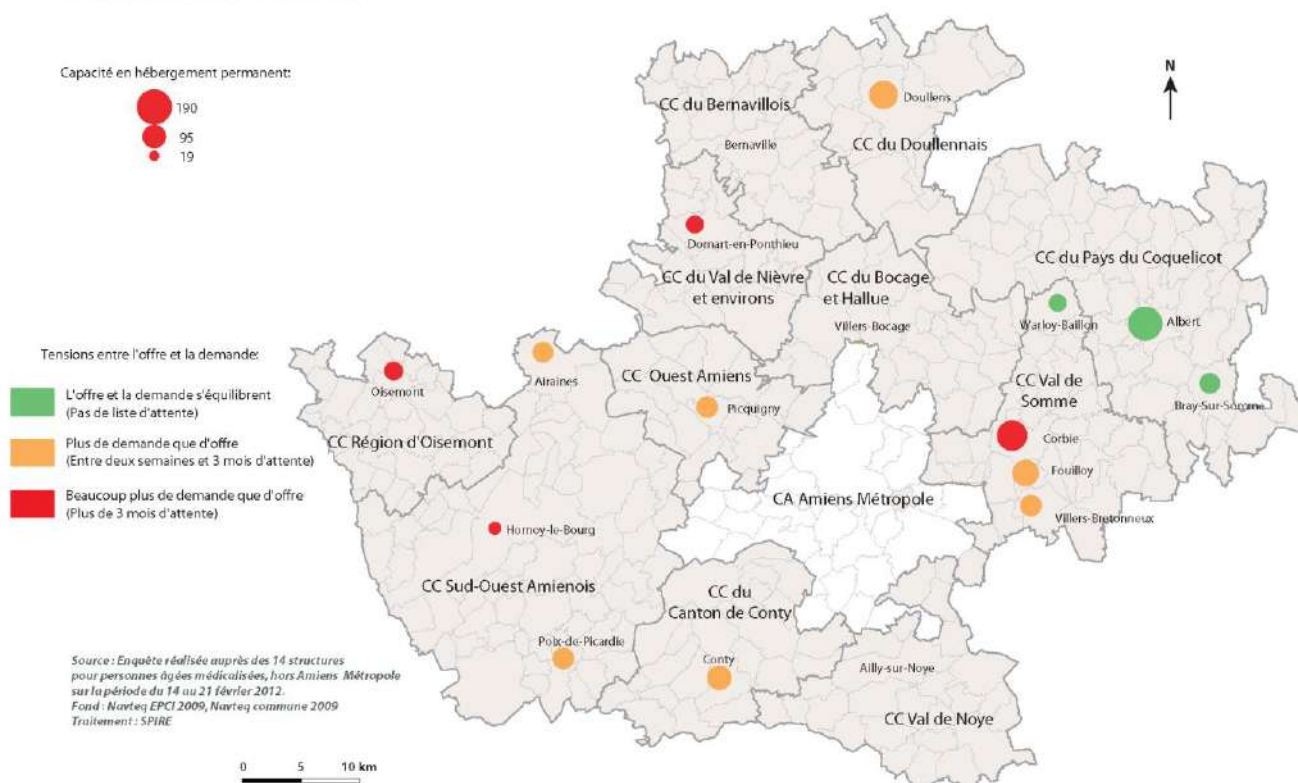 Capacité en hébergement permanent:
190
95
19
N
CC du Bernavillois
Bernaville
Doullens
CC du Doullennais
Domart-en-Ponthieu
CC du Val de Nièvre
et environs
CC du Bocage
et Hallue
Villers-Bocage
CC du Pays du Coquelicot
Warloy-Baillon
Albert
Bray-Sur-Somme
CC Val de
Somme
Corbie
Fouilloy
Villers-Bretonneux
Tensions entre l'offre et la demande:
L'offre et la demande s'équilibrent
(Pas de liste d'attente)
Plus de demande que d'offre
(Entre deux semaines et 3 mois d'attente)
Beaucoup plus de demande que d'offre
(Plus de 3 mois d'attente)
Oisemont
CC Région d'Oisemont
Airaines
CC Ouest Amiens
Picquigny
CA Amiens Métropole
Hornoy-le-Bourg
CC Sud-Ouest Amienois
Poix-de-Picardie
CC du
Canton de Conty
Conty
Ailly-sur-Noye
CC Val de Noye
Source : Enquête réalisée auprès des 14 structures
pour personnes âgées médicalisées, hors Amiens Métropole
sur la période du 14 au 21 février 2012.
Fond : Navteq EPCI 2009, Navteq commune 2009
Traitement : SPIRE
0 5 10 km